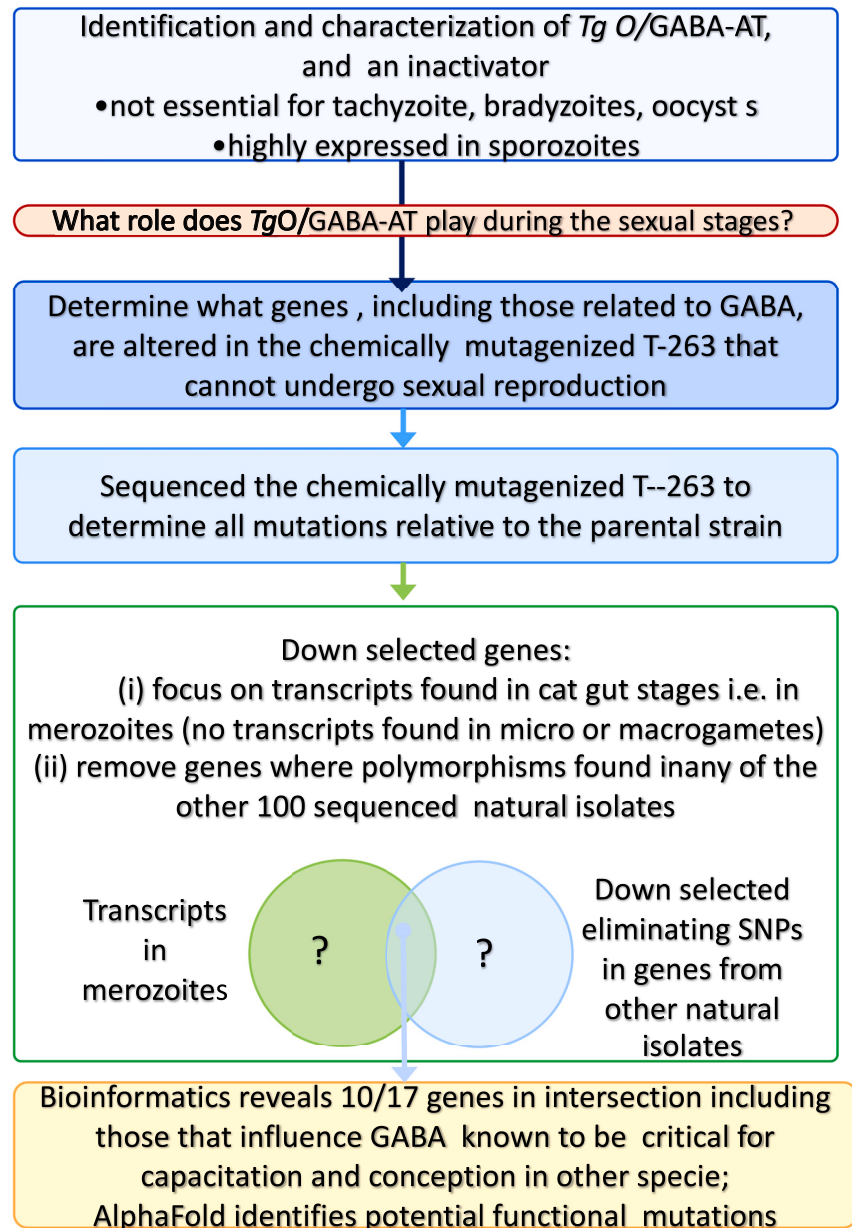 Identification and characterization of Tg O/GABA-AT,
and an inactivator
•not essential for tachyzoite, bradyzoites, oocyst s
•highly expressed in sporozoites
What role does TgO/GABA-AT play during the sexual stages?
Determine what genes , including those related to GABA,
are altered in the chemically mutagenized T-263 that
cannot undergo sexual reproduction
Sequenced the chemically mutagenized T--263 to
determine all mutations relative to the parental strain
Down selected genes:
(i) focus on transcripts found in cat gut stages i.e. in
merozoites (no transcripts found in micro or macrogametes)
(ii) remove genes where polymorphisms found inany of the
other 100 sequenced natural isolates
Transcripts
in
merozoites
?
?
Down selected
eliminating SNPs
in genes from
other natural
isolates
Bioinformatics reveals 10/17 genes in intersection including
those that influence GABA known to be critical for
capacitation and conception in other specie;
AlphaFold identifies potential functional mutations